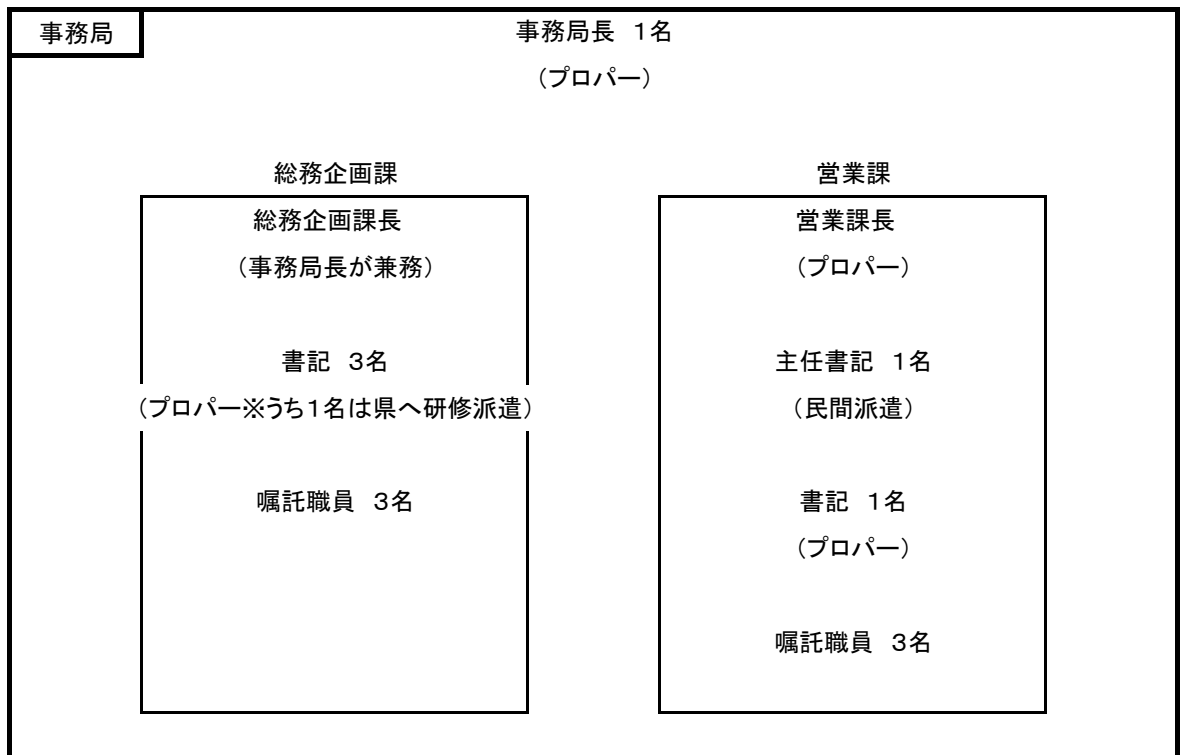 事務局
事務局長 1名
（プロパー）
総務企画課
総務企画課長
（事務局長が兼務）
書記 3名
（プロパー※うち1名は県へ研修派遣）
嘱託職員 3名
営業課
営業課長
（プロパー）
主任書記 1名
（民間派遣）
書記 1名
（プロパー）
嘱託職員 3名